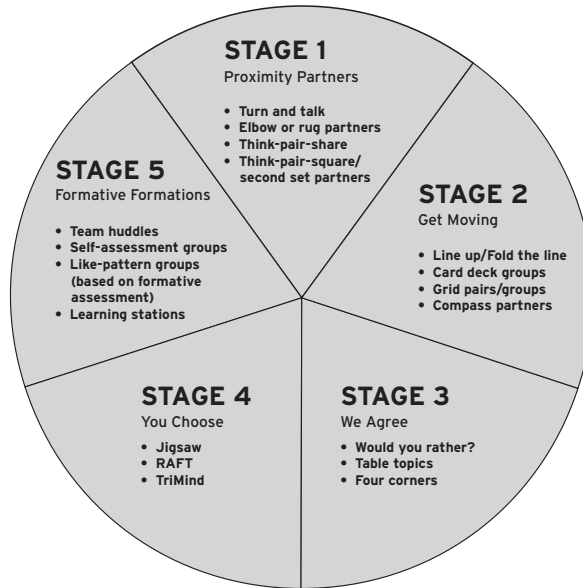 STAGE 1
Proximity Partners
• Turn and talk
• Elbow or rug partners
• Think-pair-share
• Think-pair-square/
second set partners
STAGE 2
Get Moving
• Line up/Fold the line
• Card deck groups
• Grid pairs/groups
• Compass partners
STAGE 3
We Agree
• Would you rather?
• Table topics
• Four corners
STAGE 4
You Choose
• Jigsaw
• RAFT
• TriMind
STAGE 5
Formative Formations
• Team huddles
• Self-assessment groups
• Like-pattern groups
(based on formative
assessment)
• Learning stations